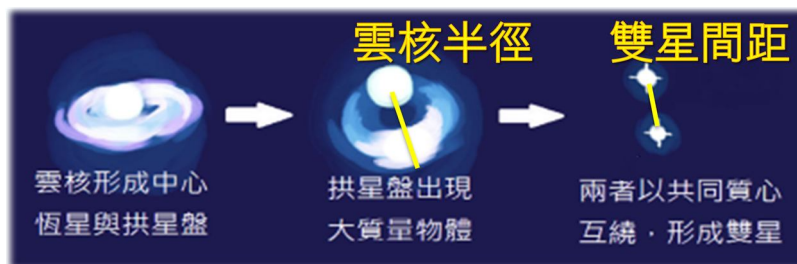 雲核半徑
雙星間距
雲核形成中心
恆星與拱星盤
拱星盤出現
大質量物體
兩者以共同質心
互繞，形成雙星